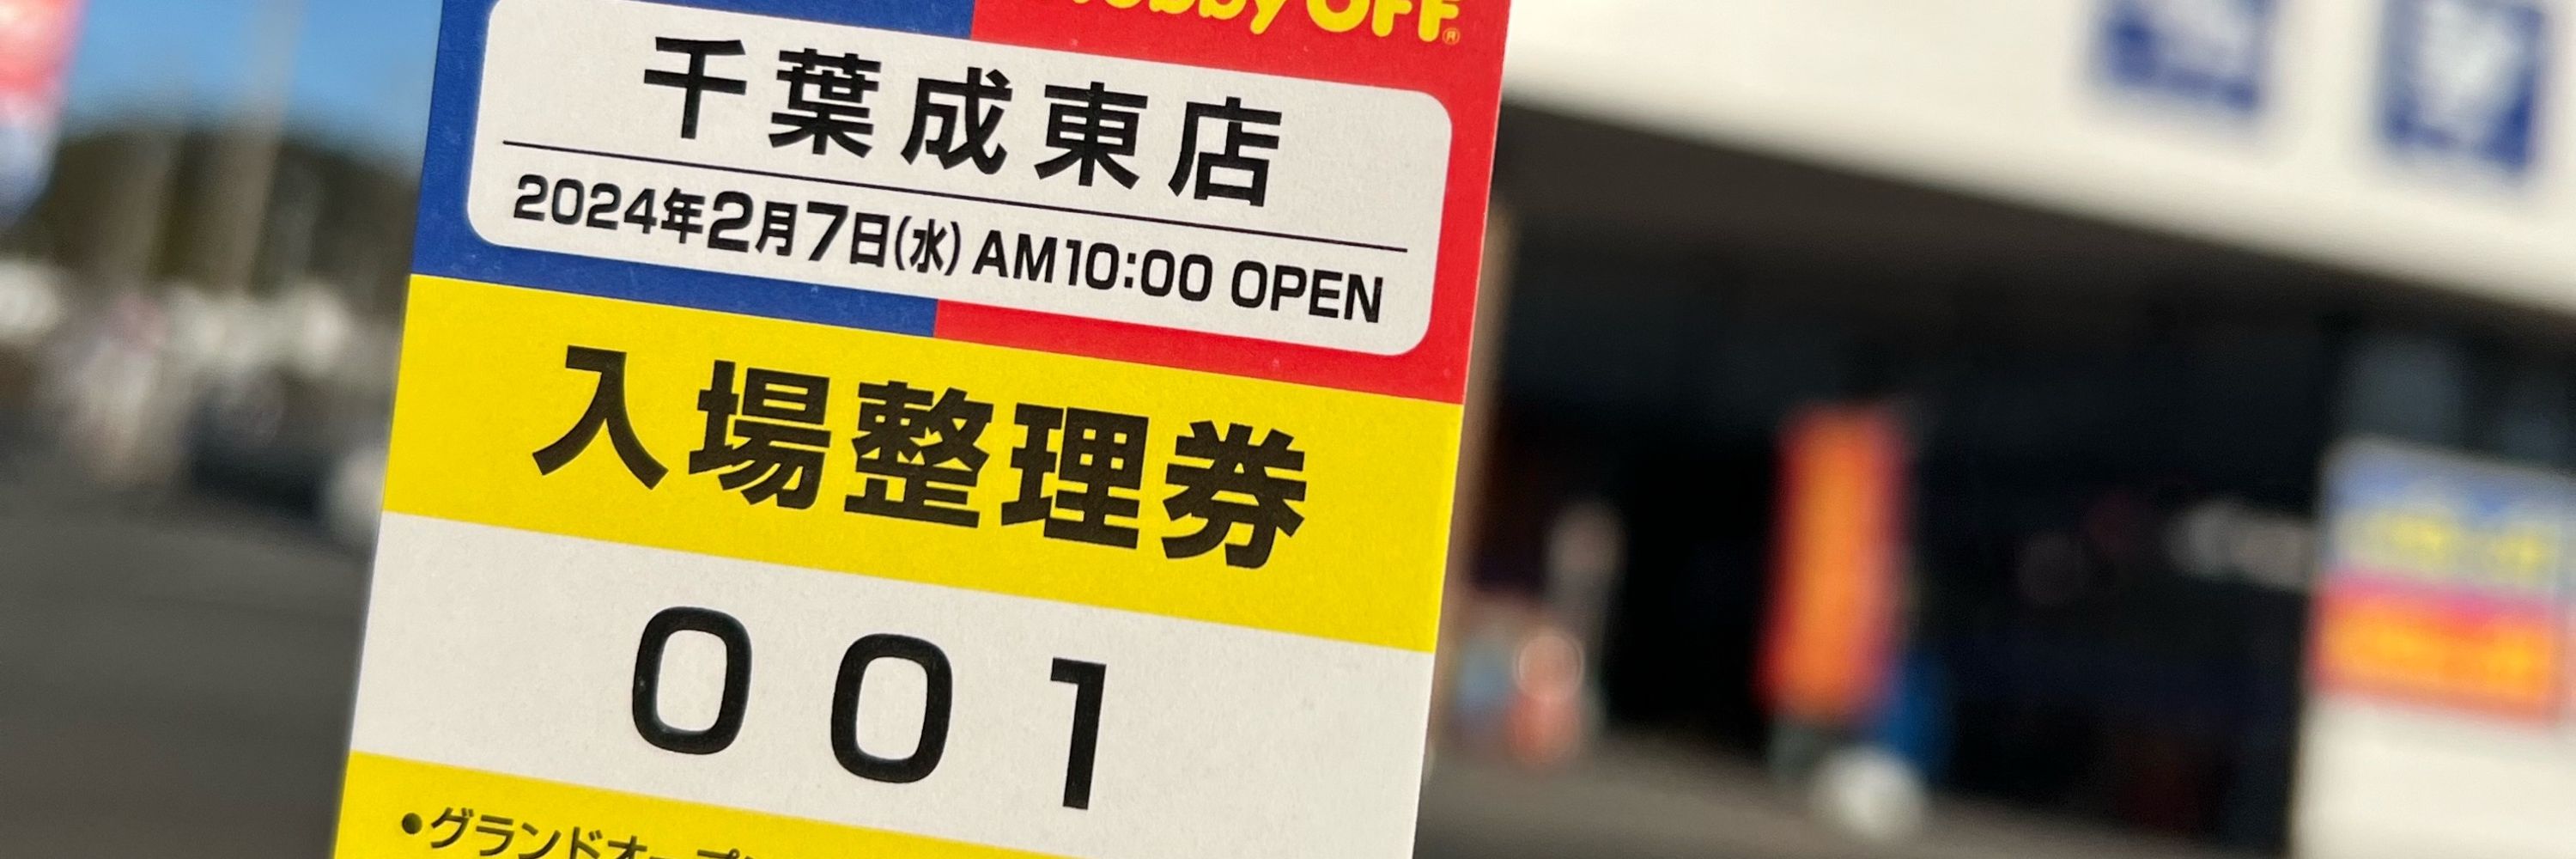 HobbyOFF®
千葉成東店
2024年2月7日(水) AM10:00 OPEN
入場整理券
001
•グランドオープ